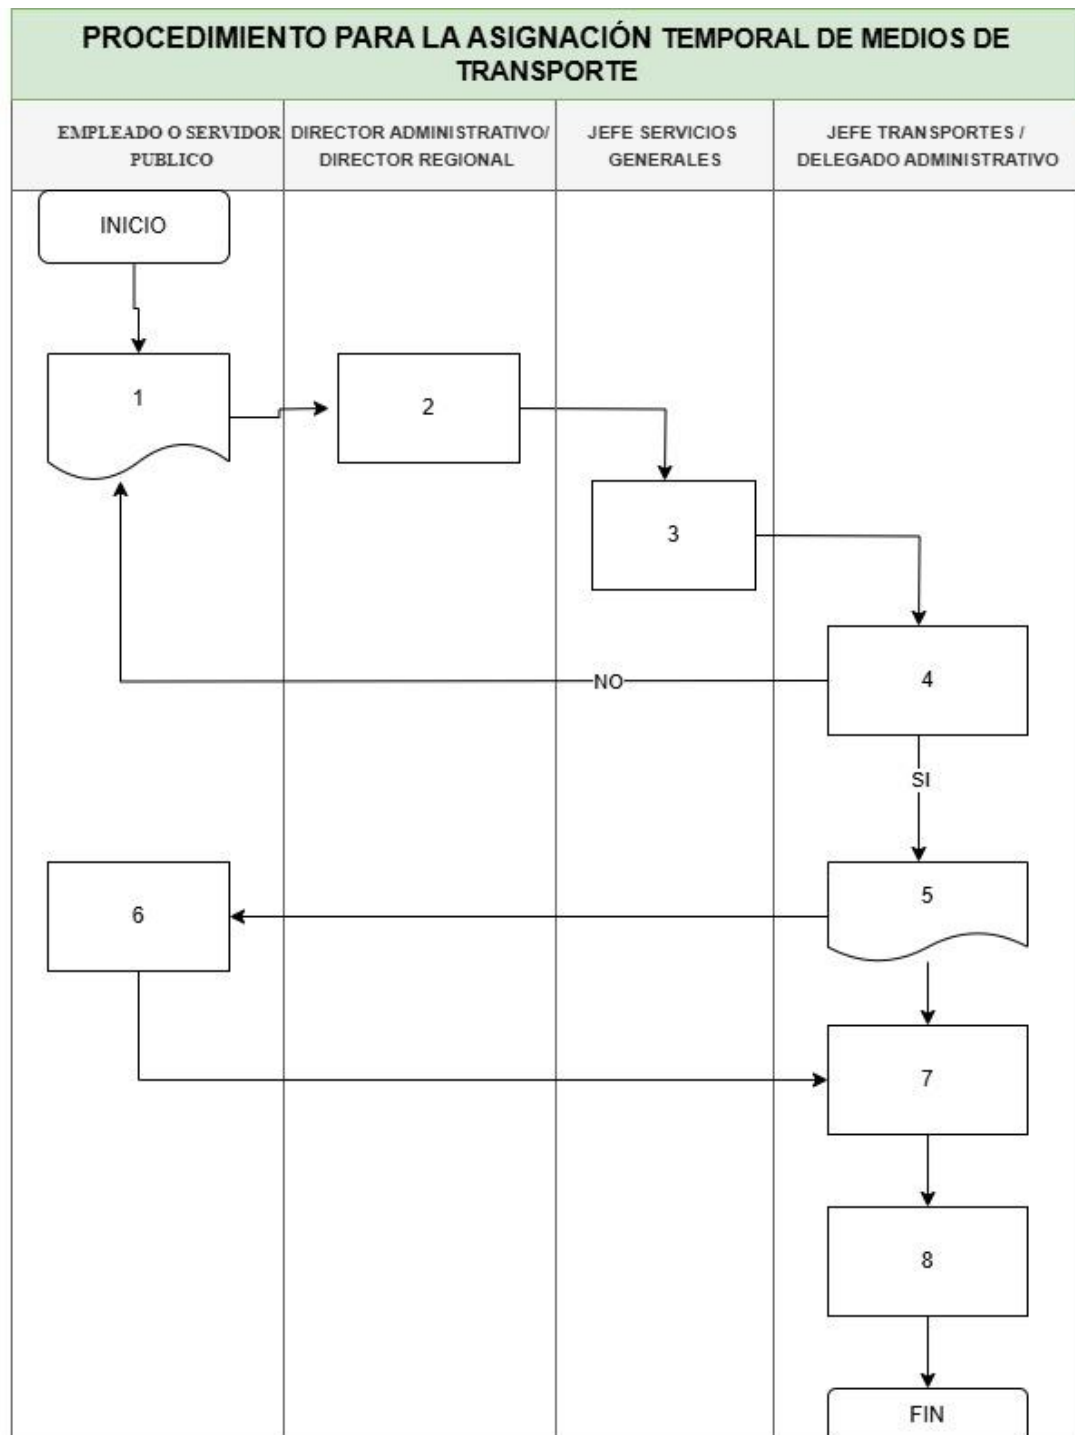 PROCEDIMIENTO PARA LA ASIGNACIÓN TEMPORAL DE MEDIOS DE
TRANSPORTE
EMPLEADO O SERVIDOR
PUBLICO
DIRECTOR ADMINISTRATIVO/
DIRECTOR REGIONAL
JEFE SERVICIOS
GENERALES
JEFE TRANSPORTES /
DELEGADO ADMINISTRATIVO
INICIO
1
2
3
4
NO
SI
5
6
7
8
FIN